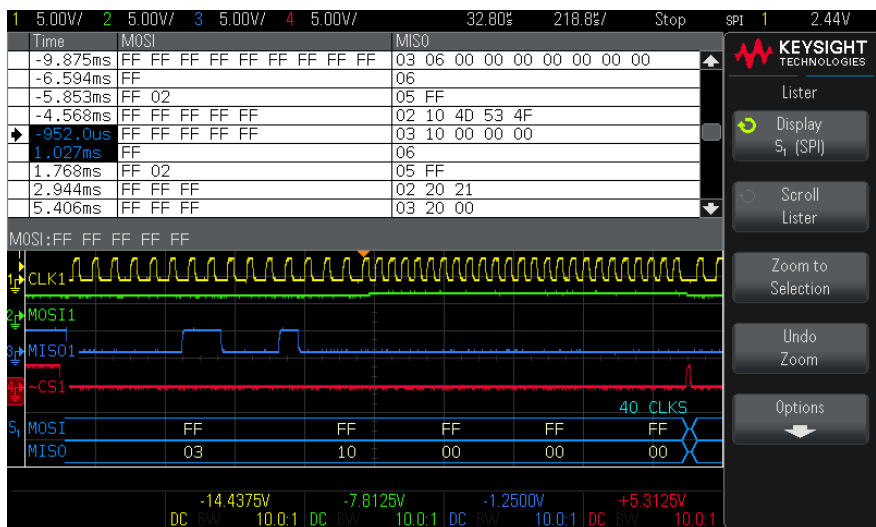 1 5.00V/ 2 5.00V/ 3 5.00V/ 4 5.00V/ 32.80% 218.8%/ Stop SPI 1 2.44V
Time MOSI MISO
-9.875ms FF FF FF FF FF FF FF FF FF FF 03 06 00 00 00 00 00 00 00 00
-6.594ms FF 06
-5.853ms FF 02 05 FF
-4.568ms FF FF FF FF FF 02 10 4D 53 4F
-952.0us FF FF FF FF FF 03 10 00 00 00
1.027ms FF 06
1.768ms FF 02 05 FF
2.944ms FF FF FF 02 20 21
5.406ms FF FF FF 03 20 00
MOSI:FF FF FF FF FF
KEYSIGHT
TECHNOLOGIES
Lister
Display
S₁ (SPI)
Scroll
Lister
Zoom to
Selection
Undo
Zoom
Options
1 CLK1
2 MOSI1
3 MISO1
4 ~CS1
40 CLKS
S₁ MOSI FF FF FF FF FF
MISO 03 10 00 00 00
-14.4375V -7.8125V -1.2500V +5.3125V
DC BW 10.0:1 DC BW 10.0:1 DC BW 10.0:1 DC BW 10.0:1